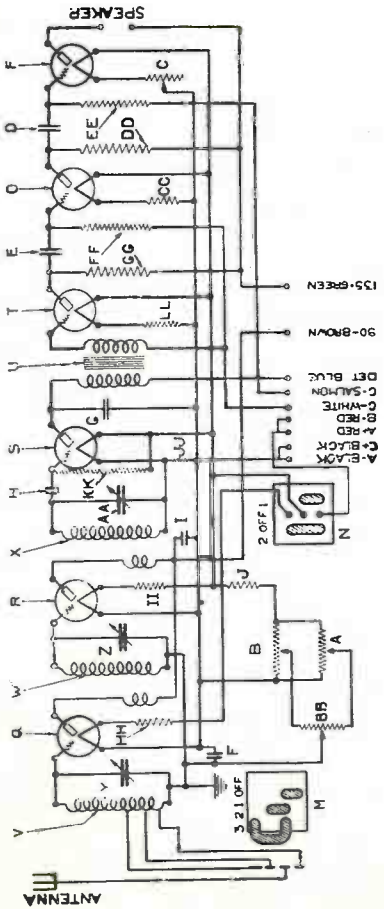 ANTENNA
V
Q
W
R
X
H
S
U
T
E
O
D
F
SPEAKER
Y
Z
AA
KK
G
HH
II
I
JJ
LL
GG
FF
CC
DD
EE
C
F
J
B
A
BB
3 2 1 OFF
M
2 OFF 1
N
A-BLACK
C+BLACK
A-RED
B-RED
C-WHITE
C-SALMON
DET BLUE
90-BROWN
135-GREEN